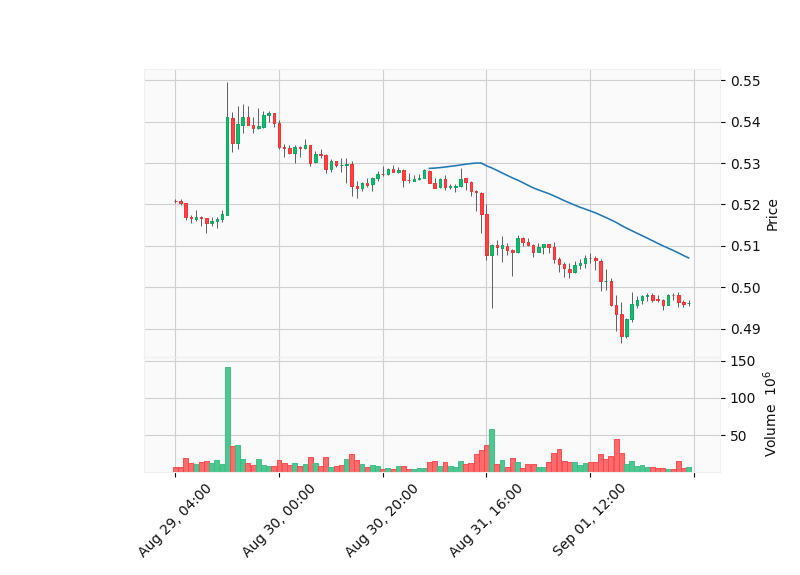 0.55
0.54
0.53
0.52
0.51
0.50
0.49
Price
150
100
50
Volume 10^6
Aug 29, 04:00
Aug 30, 00:00
Aug 30, 20:00
Aug 31, 16:00
Sep 01, 12:00